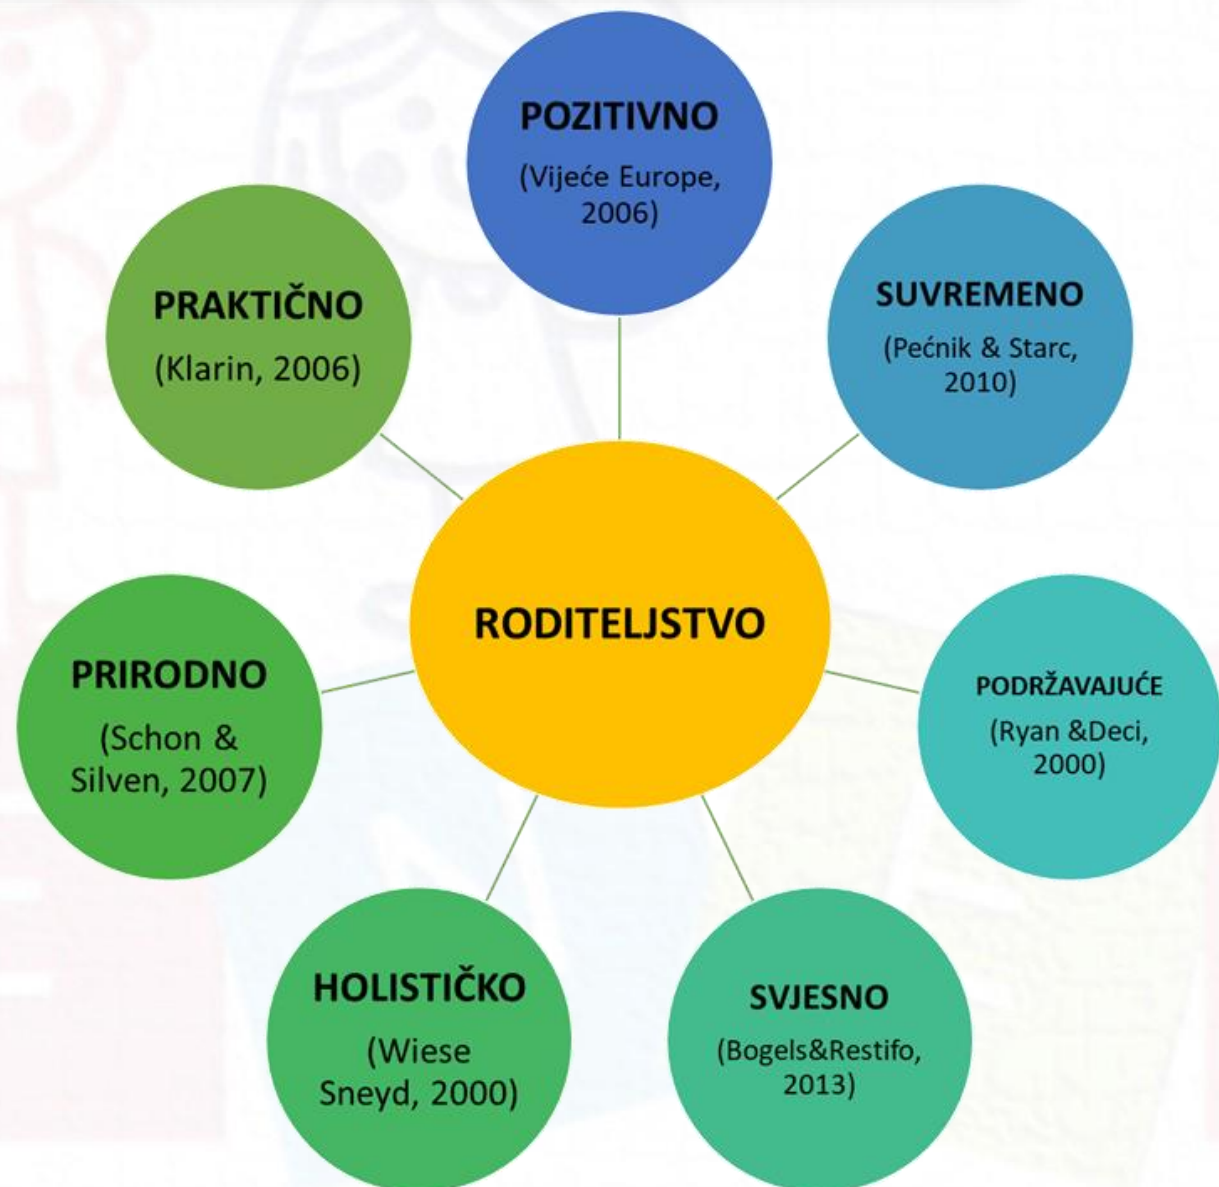 POZITIVNO
(Vijeće Europe,
2006)
SUVREMENO
(Pećnik & Starc,
2010)
PODRŽAVAJUĆE
(Ryan &Deci,
2000)
SVJESNO
(Bogels&Restifo,
2013)
HOLISTIČKO
(Wiese
Sneyd, 2000)
PRIRODNO
(Schon &
Silven, 2007)
PRAKTIČNO
(Klarin, 2006)
RODITELJSTVO